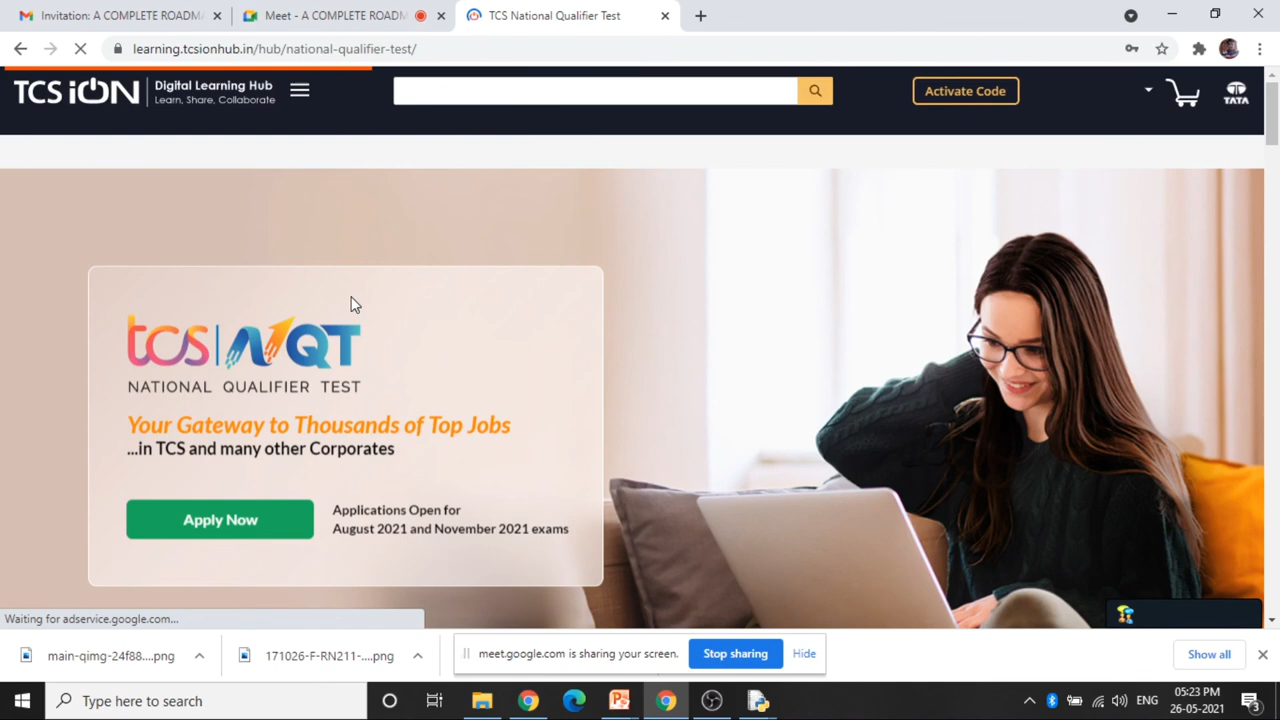 Invitation: A COMPLETE ROADMA
Meet - A COMPLETE ROADM
TCS National Qualifier Test
learning.tcsionhub.in/hub/national-qualifier-test/
TCS iON
Digital Learning Hub
Learn, Share, Collaborate
Activate Code
TATA
tcs NQT
NATIONAL QUALIFIER TEST
Your Gateway to Thousands of Top Jobs
...in TCS and many other Corporates
Apply Now
Applications Open for
August 2021 and November 2021 exams
Waiting for adservice.google.com...
main-qimg-24f88....png
171026-F-RN211-....png
meet.google.com is sharing your screen.
Stop sharing
Hide
Show all
Type here to search
ENG
05:23 PM
26-05-2021
3